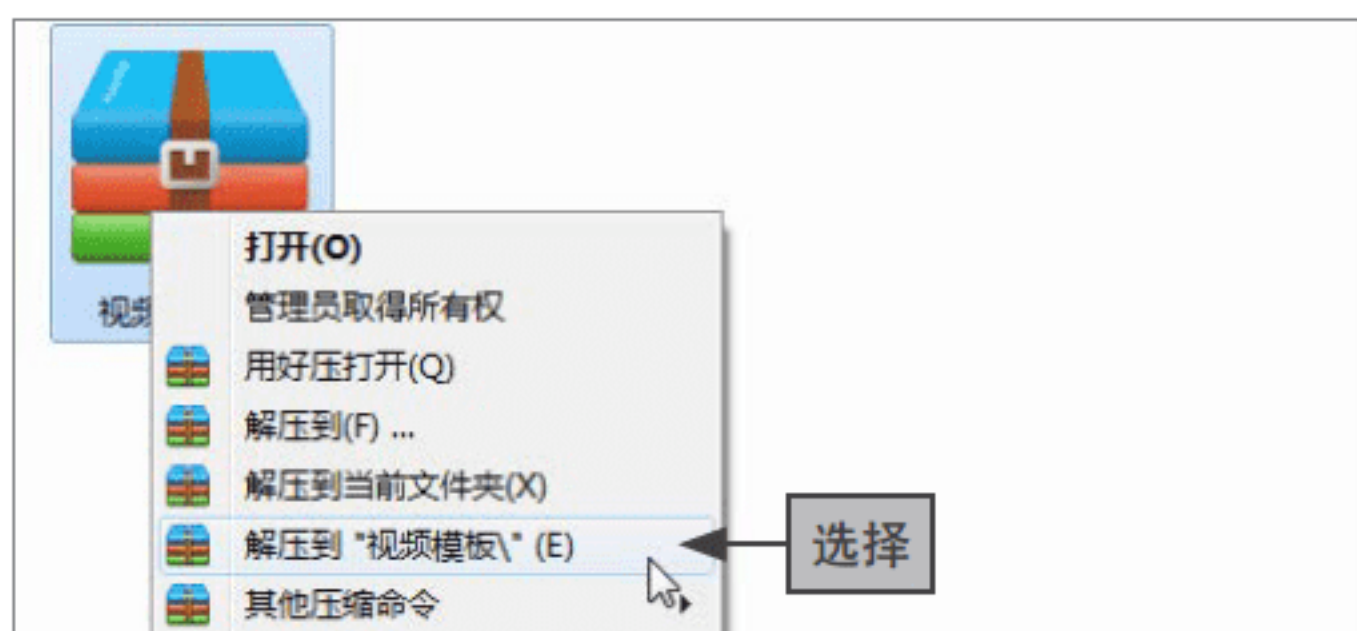 打开(O)
视频
管理员取得所有权
用好压打开(Q)
解压到(F) ...
解压到当前文件夹(X)
解压到 "视频模板\" (E)
选择
其他压缩命令